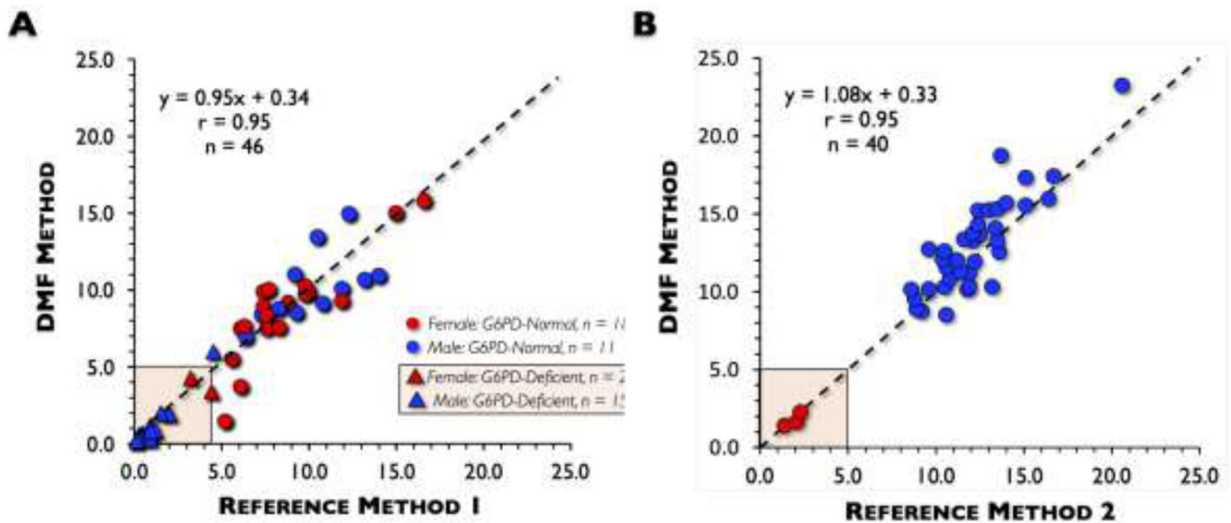 A
25.0
20.0
15.0
10.0
5.0
0.0
DMF METHOD
y = 0.95x + 0.34
r = 0.95
n = 46
Female: G6PD-Normal, n =
Male: G6PD-Normal, n = 11
Female: G6PD-Deficient, n =
Male: G6PD-Deficient, n =
0.0 5.0 10.0 15.0 20.0 25.0
REFERENCE METHOD 1
B
25.0
20.0
15.0
10.0
5.0
0.0
DMF METHOD
y = 1.08x + 0.33
r = 0.95
n = 40
0.0 5.0 10.0 15.0 20.0 25.0
REFERENCE METHOD 2